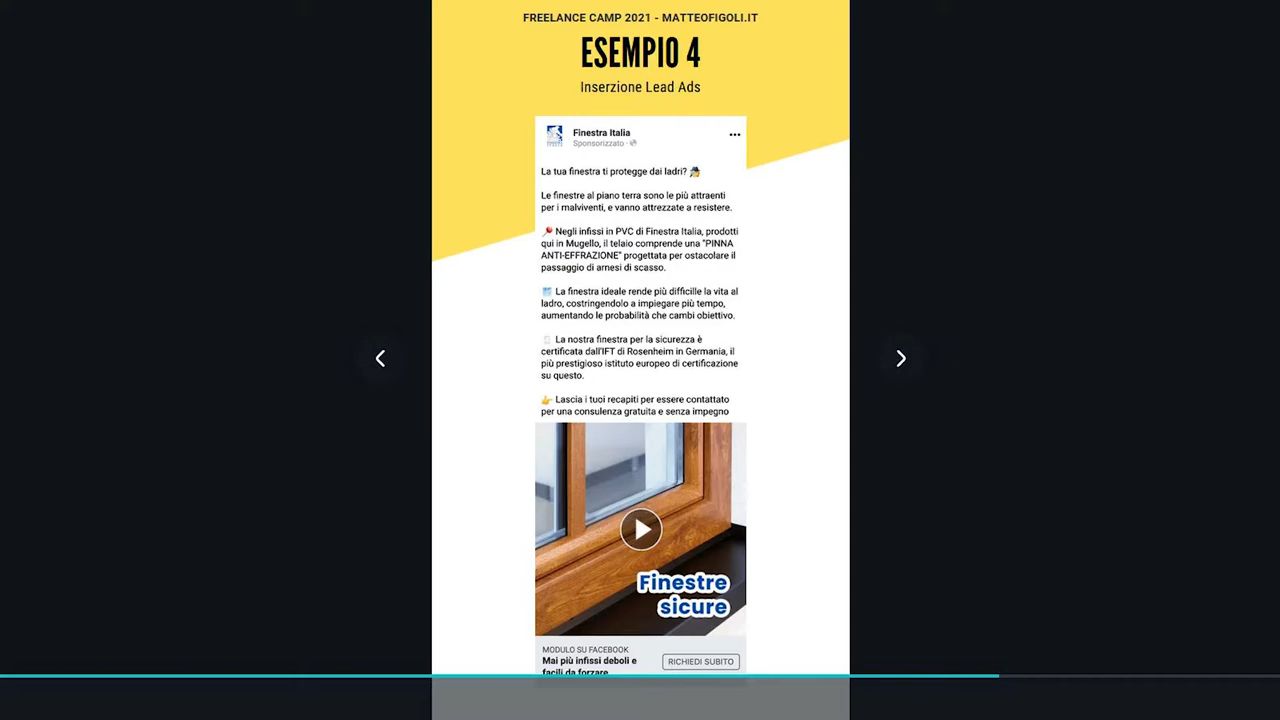 FREELANCE CAMP 2021 - MATTEOFIGOLI.IT
ESEMPIO 4
Inserzione Lead Ads
Finestra Italia
Sponsorizzato ·
La tua finestra ti protegge dai ladri?
Le finestre al piano terra sono le più attraenti
per i malviventi, e vanno attrezzate a resistere.
Negli infissi in PVC di Finestra Italia, prodotti
qui in Mugello, il telaio comprende una "PINNA
ANTI-EFFRAZIONE" progettata per ostacolare il
passaggio di arnesi di scasso.
La finestra ideale rende più difficille la vita al
ladro, costringendolo a impiegare più tempo,
aumentando le probabilità che cambi obiettivo.
La nostra finestra per la sicurezza è
certificata dall'IFT di Rosenheim in Germania, il
più prestigioso istituto europeo di certificazione
su questo.
Lascia i tuoi recapiti per essere contattato
per una consulenza gratuita e senza impegno
Finestre
sicure
MODULO SU FACEBOOK
Mai più infissi deboli e
facili da forzare
RICHIEDI SUBITO